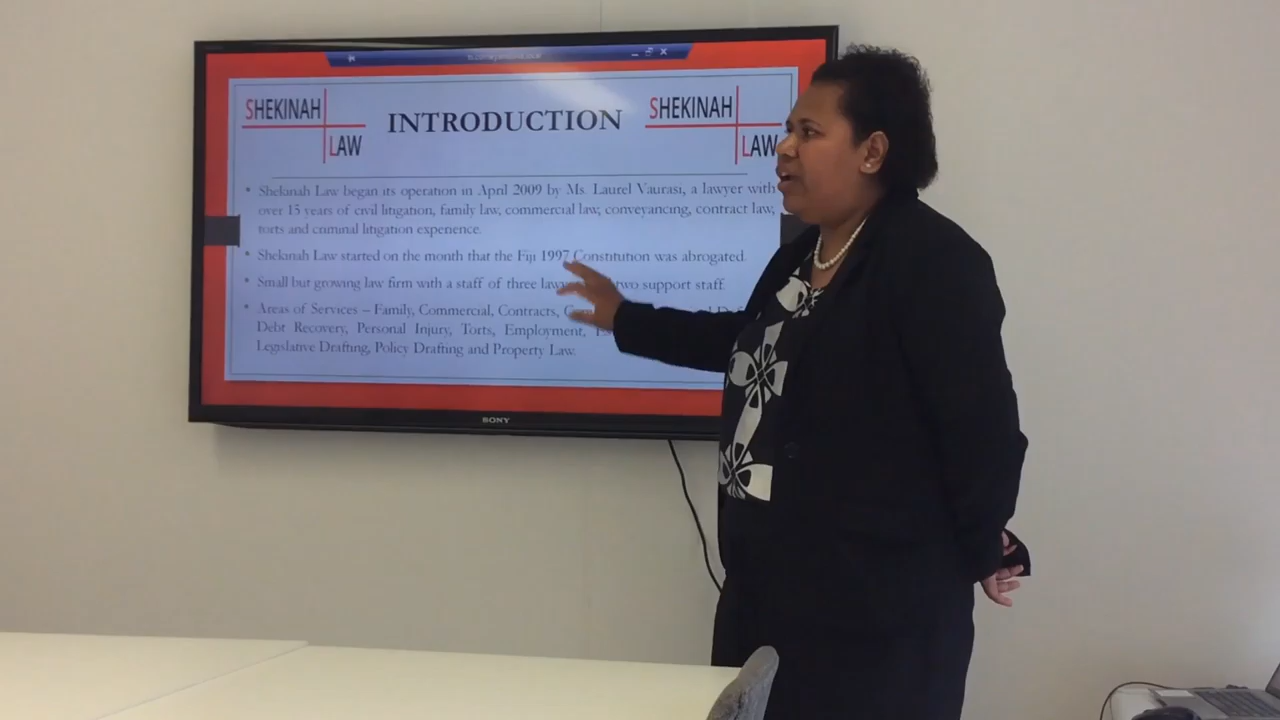 SHEKINAH
LAW
INTRODUCTION
SHEKINAH
LAW
• Shekinah Law began its operation in April 2009 by Ms. Laurel Vaurasi, a lawyer with
over 15 years of civil litigation, family law, commercial law, conveyancing, contract law,
torts and criminal litigation experience.
• Shekinah Law started on the month that the Fiji 1997 Constitution was abrogated.
• Small but growing law firm with a staff of three two support staff.
• Areas of Services – Family, Commercial, Contracts,
Debt Recovery, Personal Injury, Torts, Employment,
Legislative Drafting, Policy Drafting and Property Law.
SONY